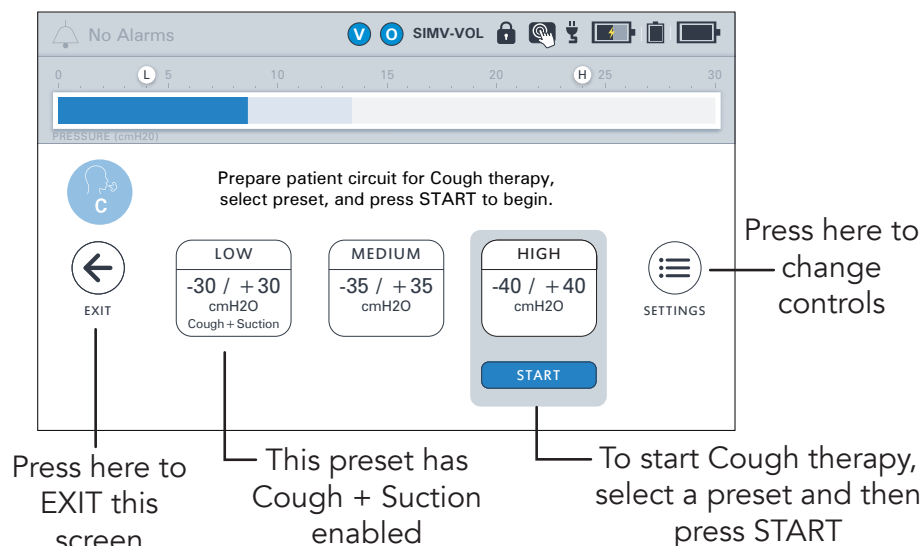 No Alarms
V O SIMV-VOL
0 L 5 10 15 20 H 25 30
PRESSURE (cmH20)
C
Prepare patient circuit for Cough therapy,
select preset, and press START to begin.
EXIT
LOW
-30 / +30
cmH2O
Cough+Suction
MEDIUM
-35 / +35
cmH2O
HIGH
-40 / +40
cmH2O
START
SETTINGS
Press here to
change
controls
Press here to
EXIT this
screen
This preset has
Cough + Suction
enabled
To start Cough therapy,
select a preset and then
press START